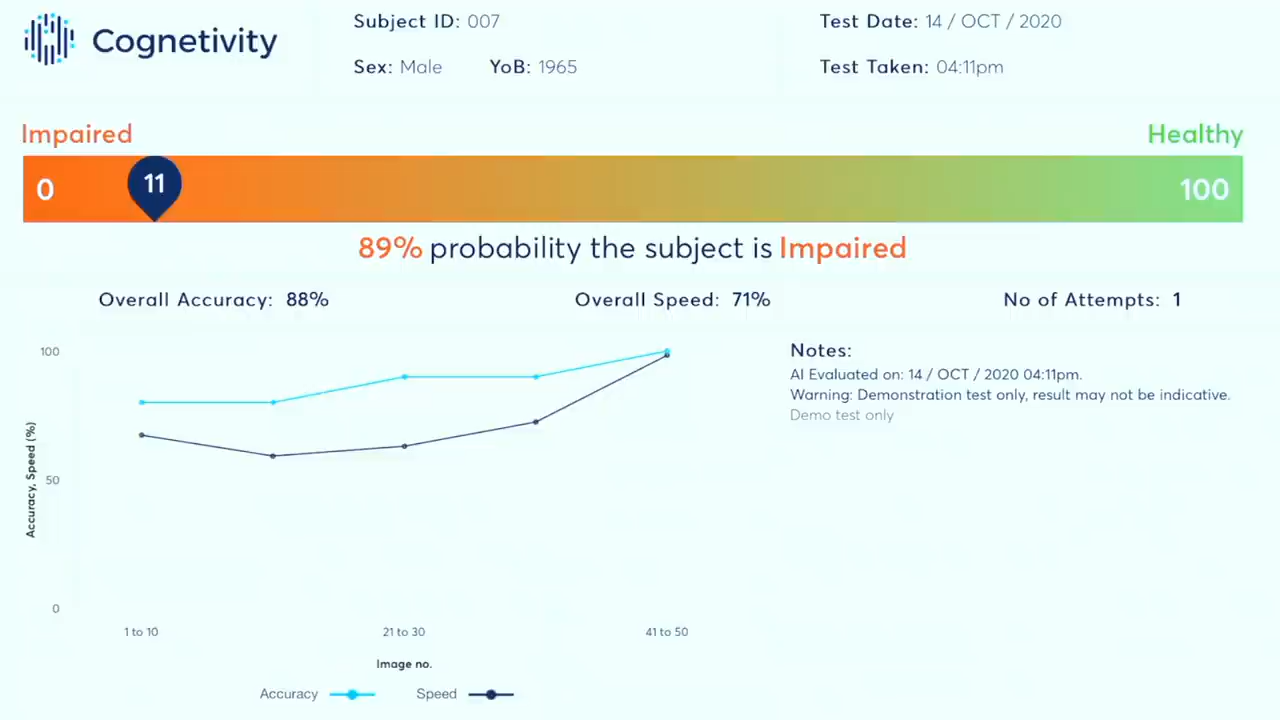 Cognetivity
Subject ID: 007
Test Date: 14 / OCT / 2020
Sex: Male YoB: 1965
Test Taken: 04:11pm
Impaired
Healthy
0
11
100
89% probability the subject is Impaired
Overall Accuracy: 88%
Overall Speed: 71%
No of Attempts: 1
Accuracy, Speed (%)
100
50
0
1 to 10
21 to 30
41 to 50
Image no.
Accuracy
Speed
Notes:
AI Evaluated on: 14 / OCT / 2020 04:11pm.
Warning: Demonstration test only, result may not be indicative.
Demo test only